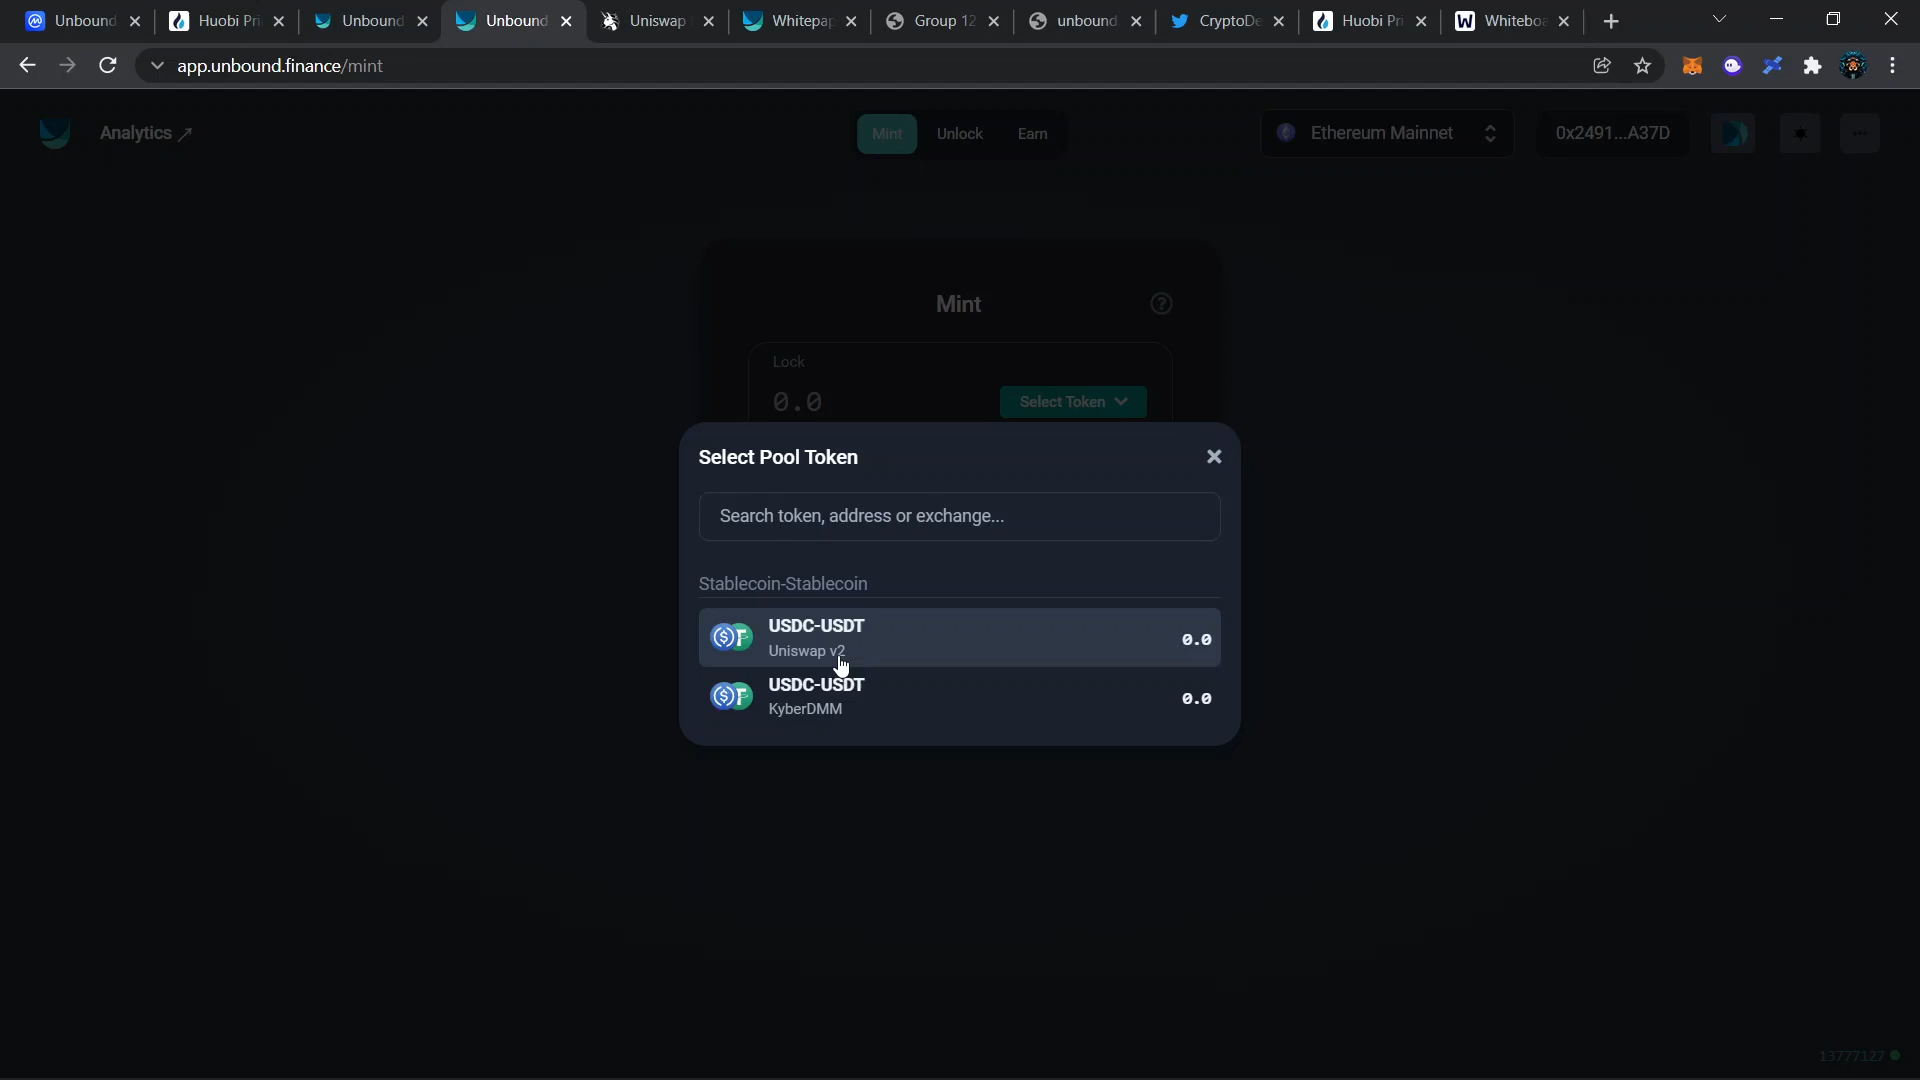 Unbound
Huobi Pri
Unbound
Unbound
Uniswap
Whitepap
Group 12
unbound
CryptoDe
Huobi Pri
Whiteboa
app.unbound.finance/mint
Analytics ↗
Mint
Unlock
Earn
Ethereum Mainnet
0x2491...A37D
Mint
Lock
0.0
Select Token
Select Pool Token
Search token, address or exchange...
Stablecoin-Stablecoin
USDC-USDT
Uniswap v2
0.0
USDC-USDT
KyberDMM
0.0
13777127